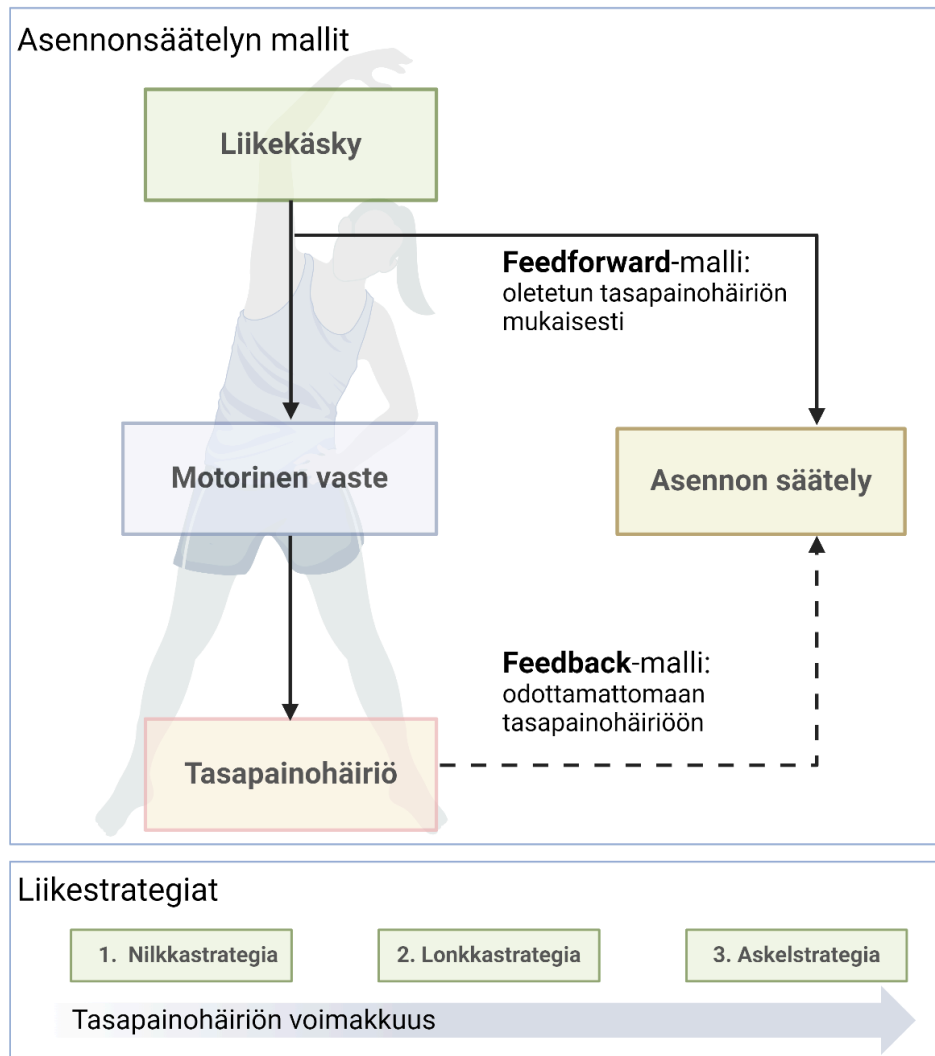 Asennonsäätelyn mallit
Liikekäsky
Feedforward-malli:
oletetun tasapainohäiriön
mukaisesti
Motorinen vaste
Asennon säätely
Feedback-malli:
odottamattomaan
tasapainohäiriöön
Tasapainohäiriö
Liikestrategiat
1. Nilkkastrategia
2. Lonkkastrategia
3. Askelstrategia
Tasapainohäiriön voimakkuus